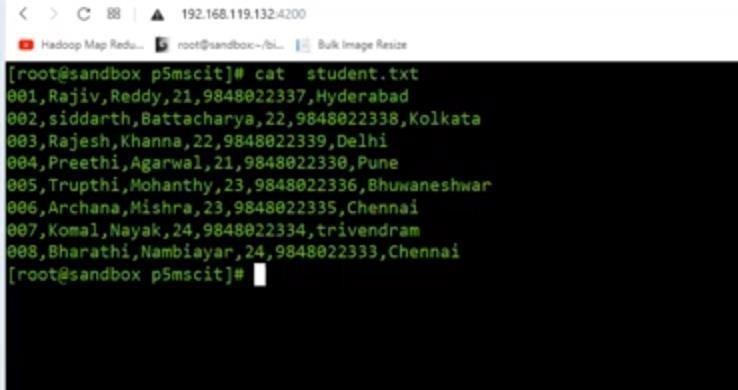 192.168.119.132:4200
Hadoop Map Redu... root@sandbox:~/bi... Bulk Image Resize
[root@sandbox p5mscit]# cat  student.txt
001,Rajiv,Reddy,21,9848022337,Hyderabad
002,siddarth,Battacharya,22,9848022338,Kolkata
003,Rajesh,Khanna,22,9848022339,Delhi
004,Preethi,Agarwal,21,9848022330,Pune
005,Trupthi,Mohanthy,23,9848022336,Bhuwaneshwar
006,Archana,Mishra,23,9848022335,Chennai
007,Komal,Nayak,24,9848022334,trivendram
008,Bharathi,Nambiayar,24,9848022333,Chennai
[root@sandbox p5mscit]#